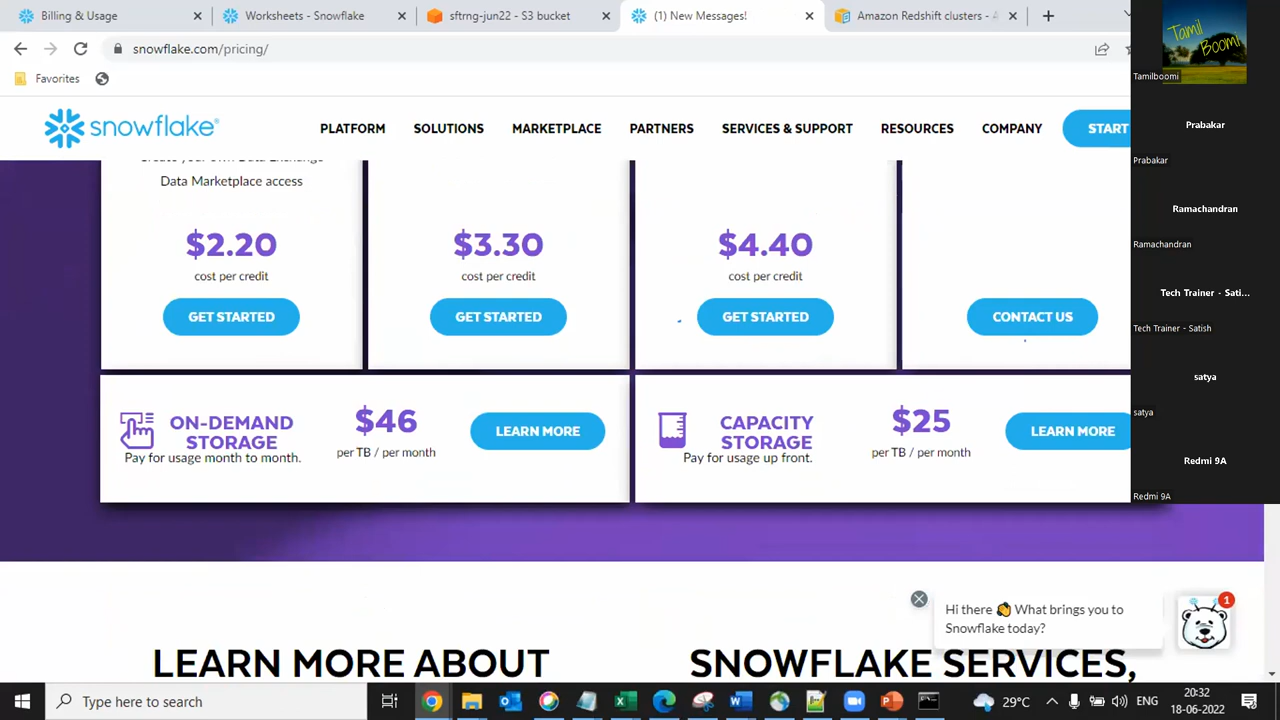 Billing & Usage
Worksheets - Snowflake
sftrng-jun22 - S3 bucket
(1) New Messages!
Amazon Redshift clusters - A
Tamil
Boomi
Tamilboomi
snowflake.com/pricing/
Favorites
snowflake
PLATFORM
SOLUTIONS
MARKETPLACE
PARTNERS
SERVICES & SUPPORT
RESOURCES
COMPANY
START
Prabakar
Prabakar
Create your own Data Exchange
Data Marketplace access
Ramachandran
Ramachandran
$2.20
cost per credit
GET STARTED
$3.30
cost per credit
GET STARTED
$4.40
cost per credit
GET STARTED
CONTACT US
Tech Trainer - Sati...
Tech Trainer - Satish
satya
satya
ON-DEMAND
STORAGE
Pay for usage month to month.
$46
per TB / per month
LEARN MORE
CAPACITY
STORAGE
Pay for usage up front.
$25
per TB / per month
LEARN MORE
Redmi 9A
Redmi 9A
Hi there 👋 What brings you to
Snowflake today?
1
LEARN MORE ABOUT
SNOWFLAKE SERVICES,
Type here to search
29°C
ENG
20:32
18-06-2022
2